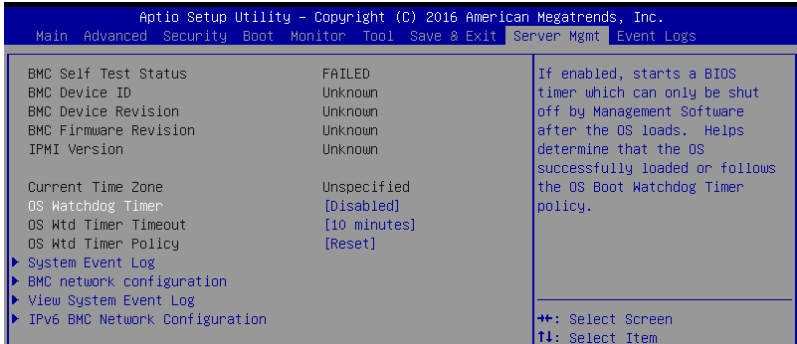 Aptio Setup Utility – Copyright (C) 2016 American Megatrends, Inc.
Main Advanced Security Boot Monitor Tool Save & Exit Server Mgmt Event Logs
BMC Self Test Status FAILED
BMC Device ID Unknown
BMC Device Revision Unknown
BMC Firmware Revision Unknown
IPMI Version Unknown
Current Time Zone Unspecified
OS Watchdog Timer [Disabled]
OS Wtd Timer Timeout [10 minutes]
OS Wtd Timer Policy [Reset]
System Event Log
BMC network configuration
View System Event Log
IPv6 BMC Network Configuration
If enabled, starts a BIOS
timer which can only be shut
off by Management Software
after the OS loads. Helps
determine that the OS
successfully loaded or follows
the OS Boot Watchdog Timer
policy.
→←: Select Screen
↑↓: Select Item